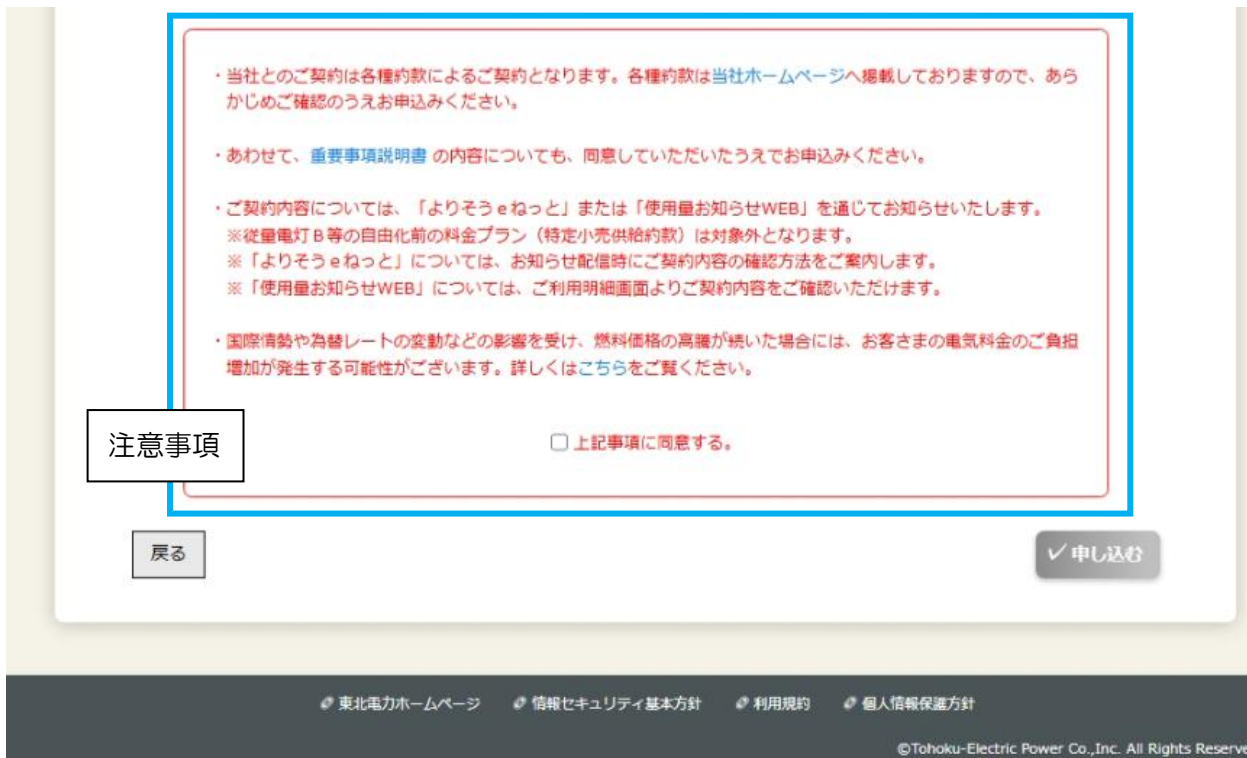 ・当社とのご契約は各種約款によるご契約となります。各種約款は当社ホームページへ掲載しておりますので、あら
かじめご確認のうえお申込みください。
・あわせて、重要事項説明書 の内容についても、同意していただいたうえでお申込みください。
・ご契約内容については、「よりそうｅねっと」または「使用量お知らせWEB」を通じてお知らせいたします。
※従量電灯Ｂ等の自由化前の料金プラン（特定小売供給約款）は対象外となります。
※「よりそうｅねっと」については、お知らせ配信時にご契約内容の確認方法をご案内します。
※「使用量お知らせWEB」については、ご利用明細画面よりご契約内容をご確認いただけます。
・国際情勢や為替レートの変動などの影響を受け、燃料価格の高騰が続いた場合には、お客さまの電気料金のご負担
増加が発生する可能性がございます。詳しくはこちらをご覧ください。
注意事項
上記事項に同意する。
戻る
✓申し込む
東北電力ホームページ 情報セキュリティ基本方針 利用規約 個人情報保護方針
©Tohoku-Electric Power Co.,Inc. All Rights Reserve